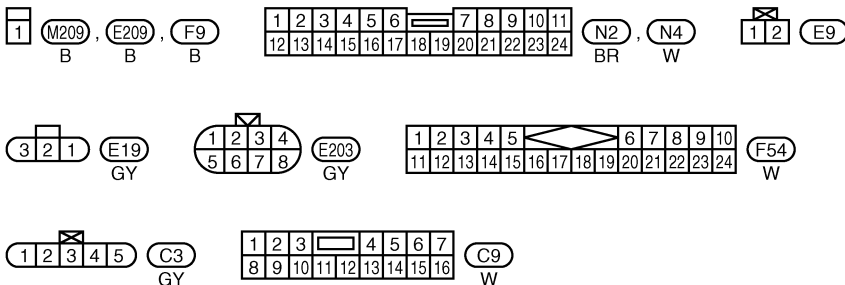 1 M209 , E209 , F9
B B B
1 2 3 4 5 6 7 8 9 10 11
12 13 14 15 16 17 18 19 20 21 22 23 24
N2 , N4
BR W
1 2 E9
3 2 1 E19
GY
1 2 3 4
5 6 7 8
E203
GY
1 2 3 4 5 6 7 8 9 10
11 12 13 14 15 16 17 18 19 20 21 22 23 24
F54
W
1 2 3 4 5 C3
GY
1 2 3 4 5 6 7
8 9 10 11 12 13 14 15 16
C9
W